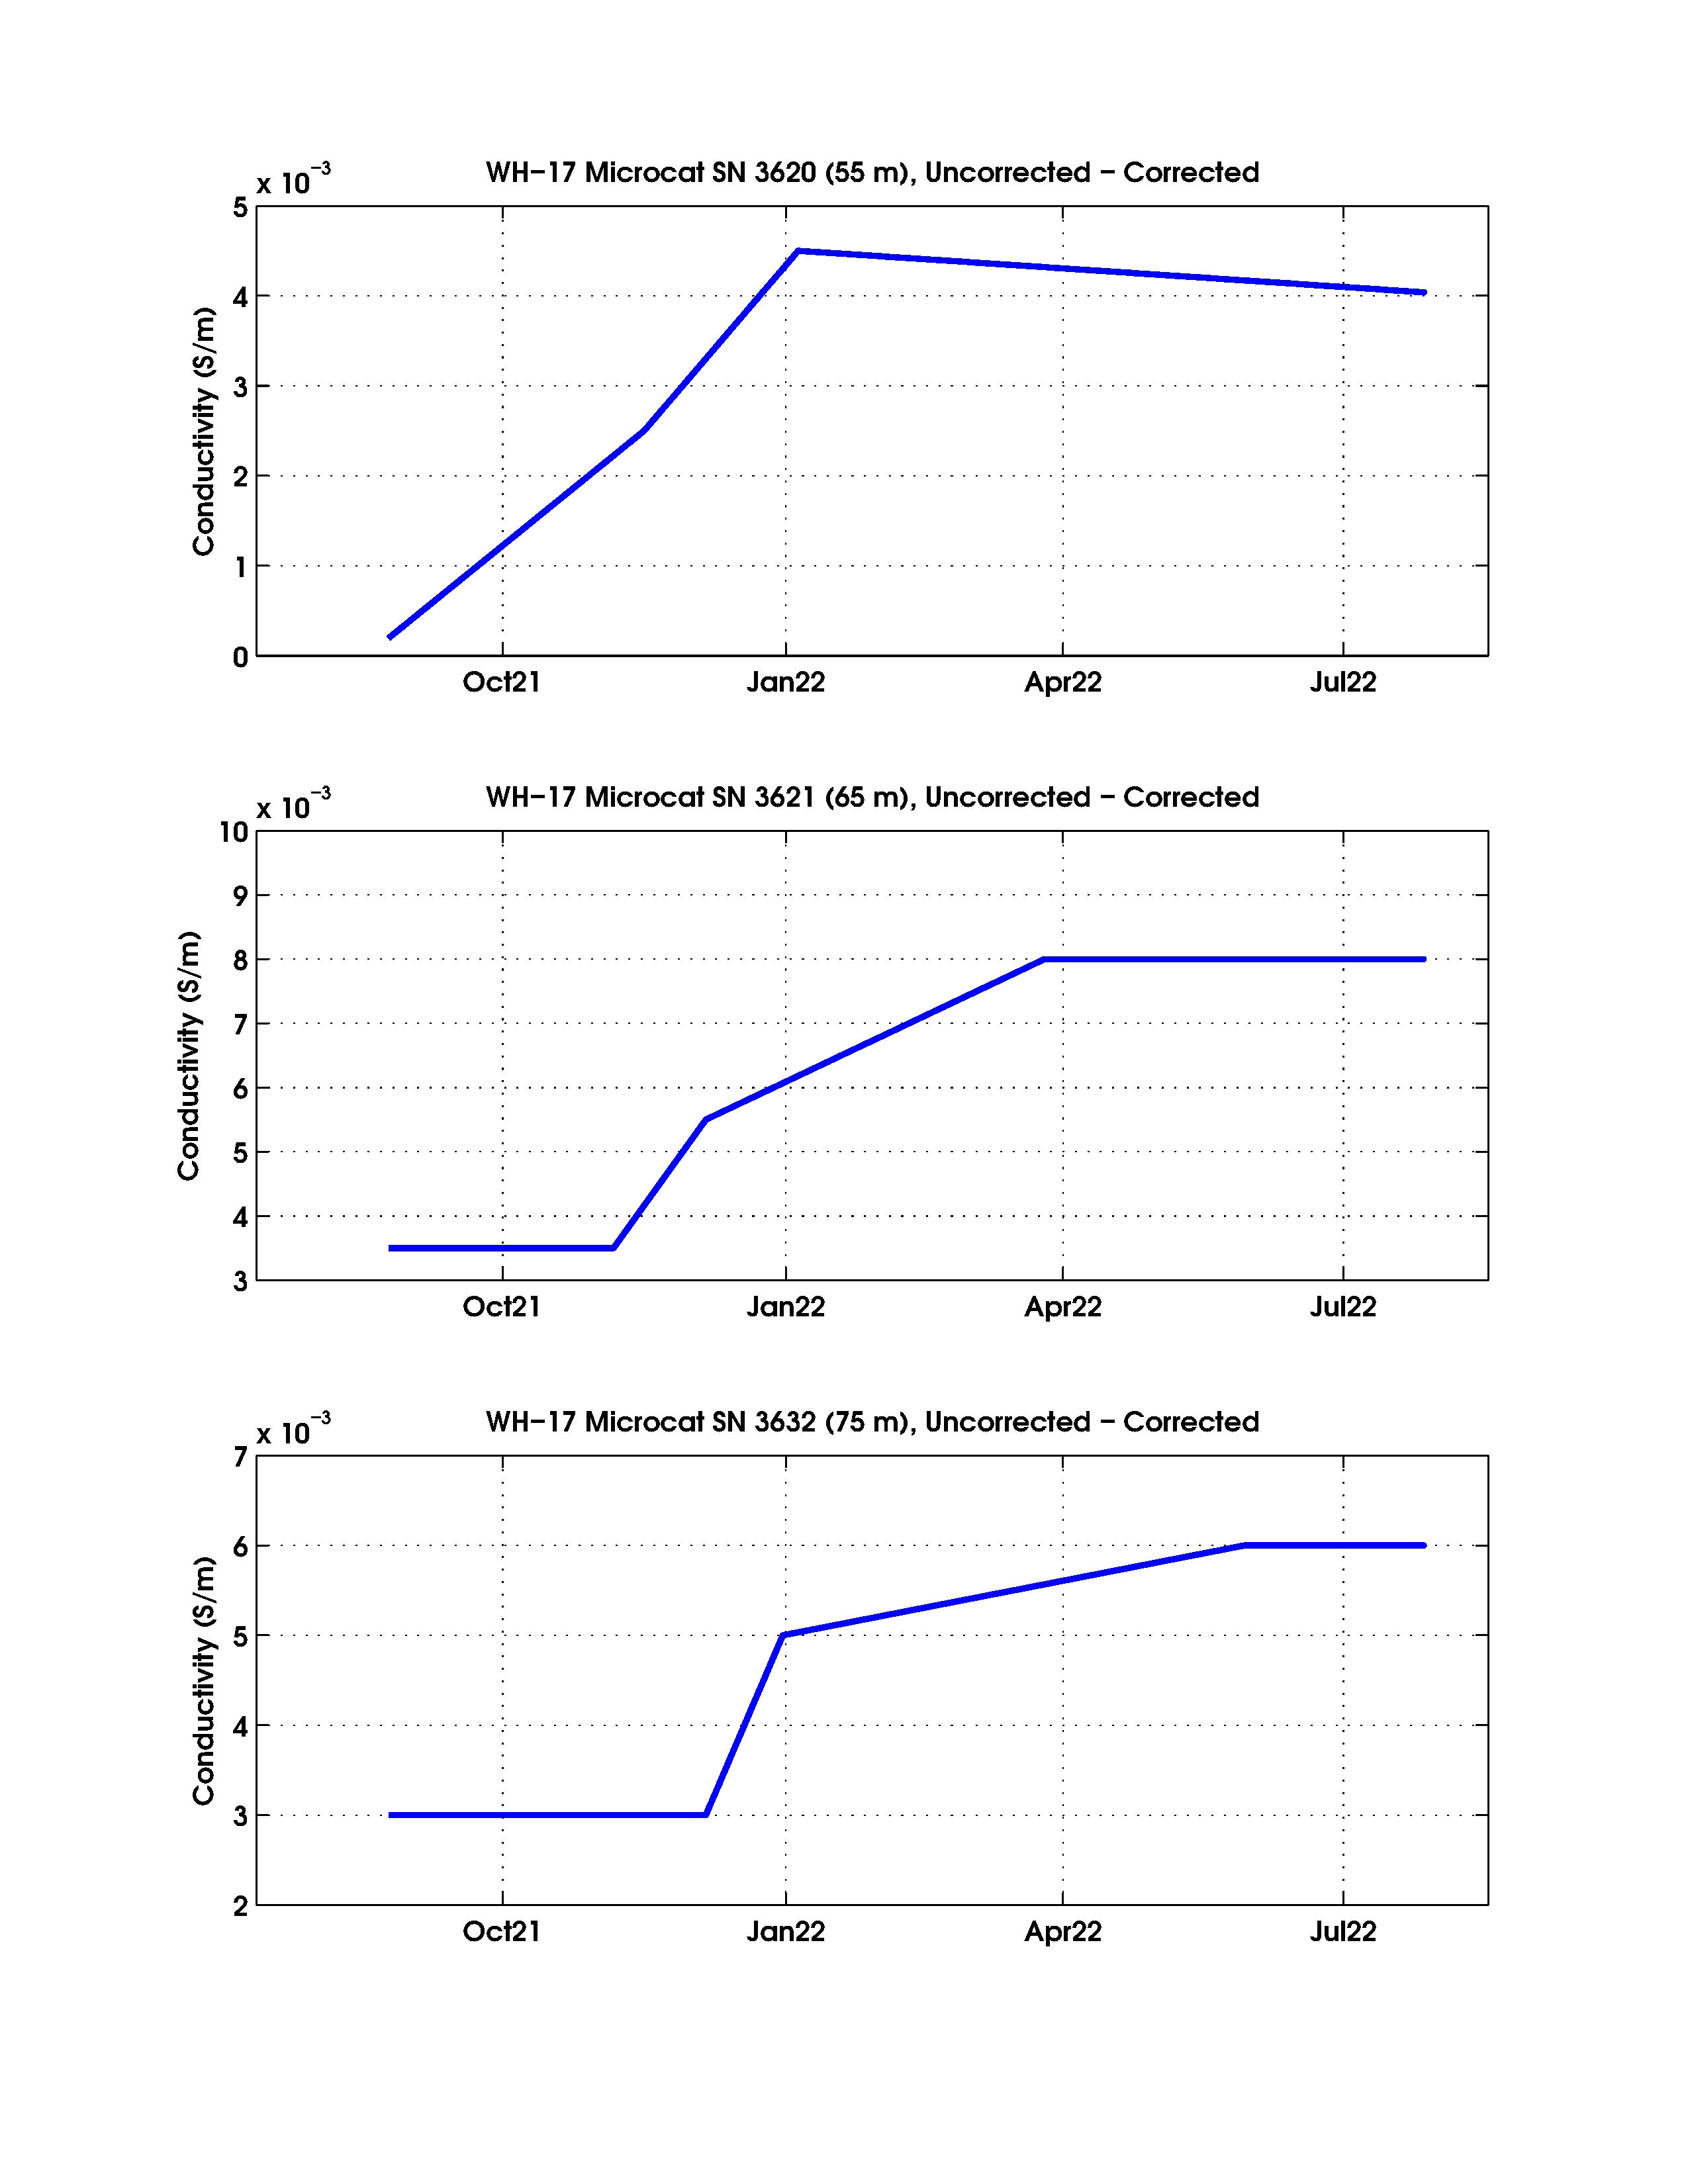 WH−17 Microcat SN 3620 (55 m), Uncorrected − Corrected
x 10−3
5
4
3
2
1
0
Conductivity (S/m)
Oct21 Jan22 Apr22 Jul22
WH−17 Microcat SN 3621 (65 m), Uncorrected − Corrected
x 10−3
10
9
8
7
6
5
4
3
Conductivity (S/m)
Oct21 Jan22 Apr22 Jul22
WH−17 Microcat SN 3632 (75 m), Uncorrected − Corrected
x 10−3
7
6
5
4
3
2
Conductivity (S/m)
Oct21 Jan22 Apr22 Jul22